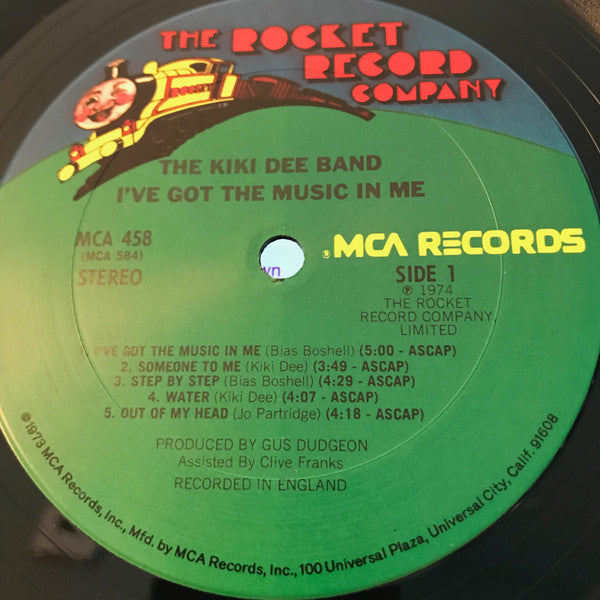 THE ROCKET
RECORD
COMPANY
ROCKET
THE KIKI DEE BAND
I'VE GOT THE MUSIC IN ME
MCA 458
(MCA 584)
STEREO
® MCA RECORDS
SIDE 1
℗ 1974
THE ROCKET
RECORD COMPANY,
LIMITED
wn
1. I'VE GOT THE MUSIC IN ME (Bias Boshell) (5:00 - ASCAP)
2. SOMEONE TO ME (Kiki Dee) (3:49 - ASCAP)
3. STEP BY STEP (Bias Boshell) (4:29 - ASCAP)
4. WATER (Kiki Dee) (4:07 - ASCAP)
5. OUT OF MY HEAD (Jo Partridge) (4:18 - ASCAP)
PRODUCED BY GUS DUDGEON
Assisted By Clive Franks
RECORDED IN ENGLAND
©1973 MCA Records, Inc., Mfd. by MCA Records, Inc., 100 Universal Plaza, Universal City, Calif. 91608